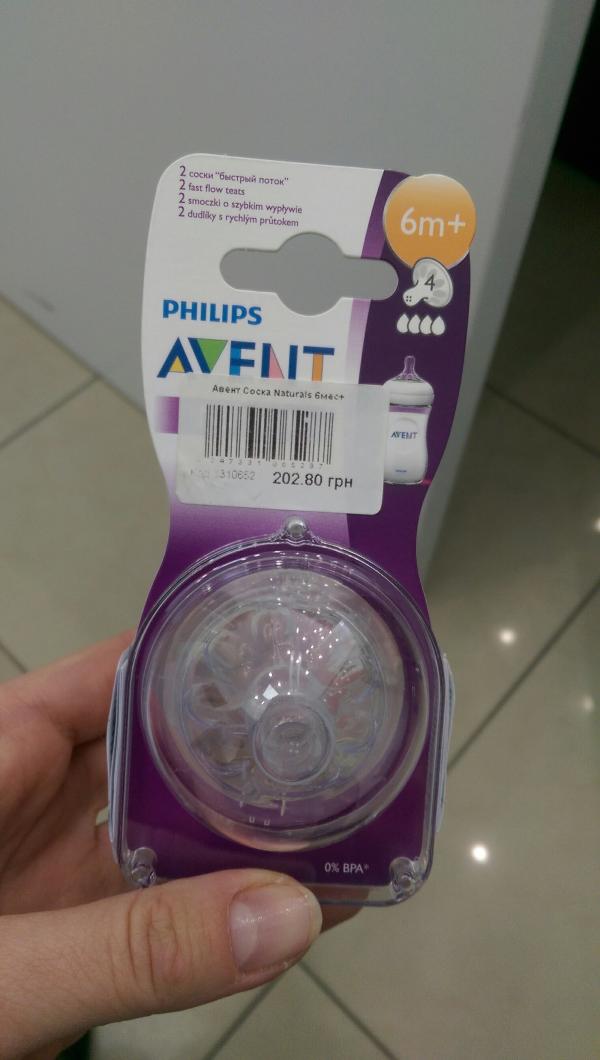 2 соски "быстрый поток"
2 fast flow teats
2 smoczki o szybkim wypływie
2 dudlíky s rychlým průtokem
6m+
4
PHILIPS
AVENT
Авент Соска Naturals 6мес+
310652
202.80 грн
AVENT
0% BPA*